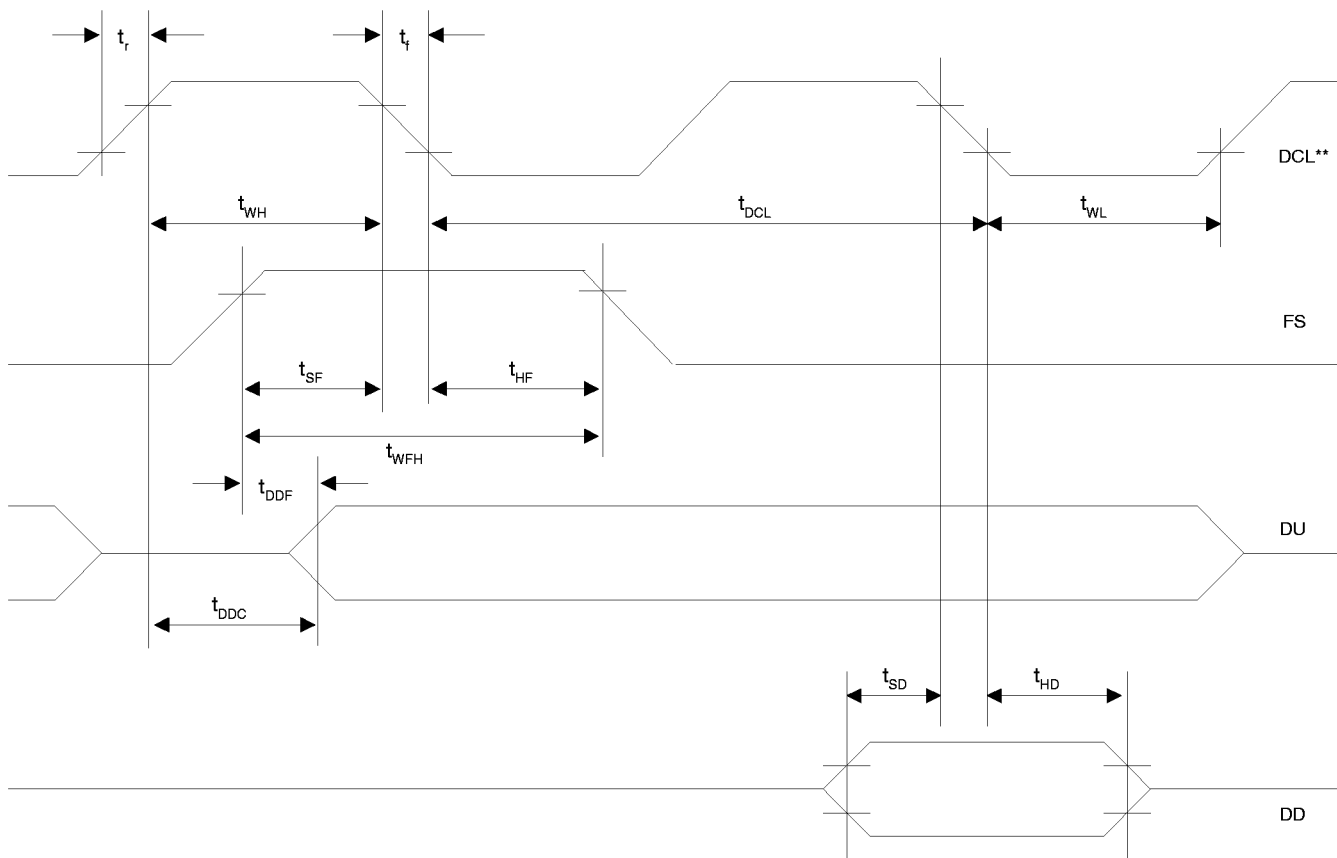 tr
tf
DCL**
tWH
tDCL
tWL
FS
tSF
tHF
tWFH
tDDF
DU
tDDC
tSD
tHD
DD